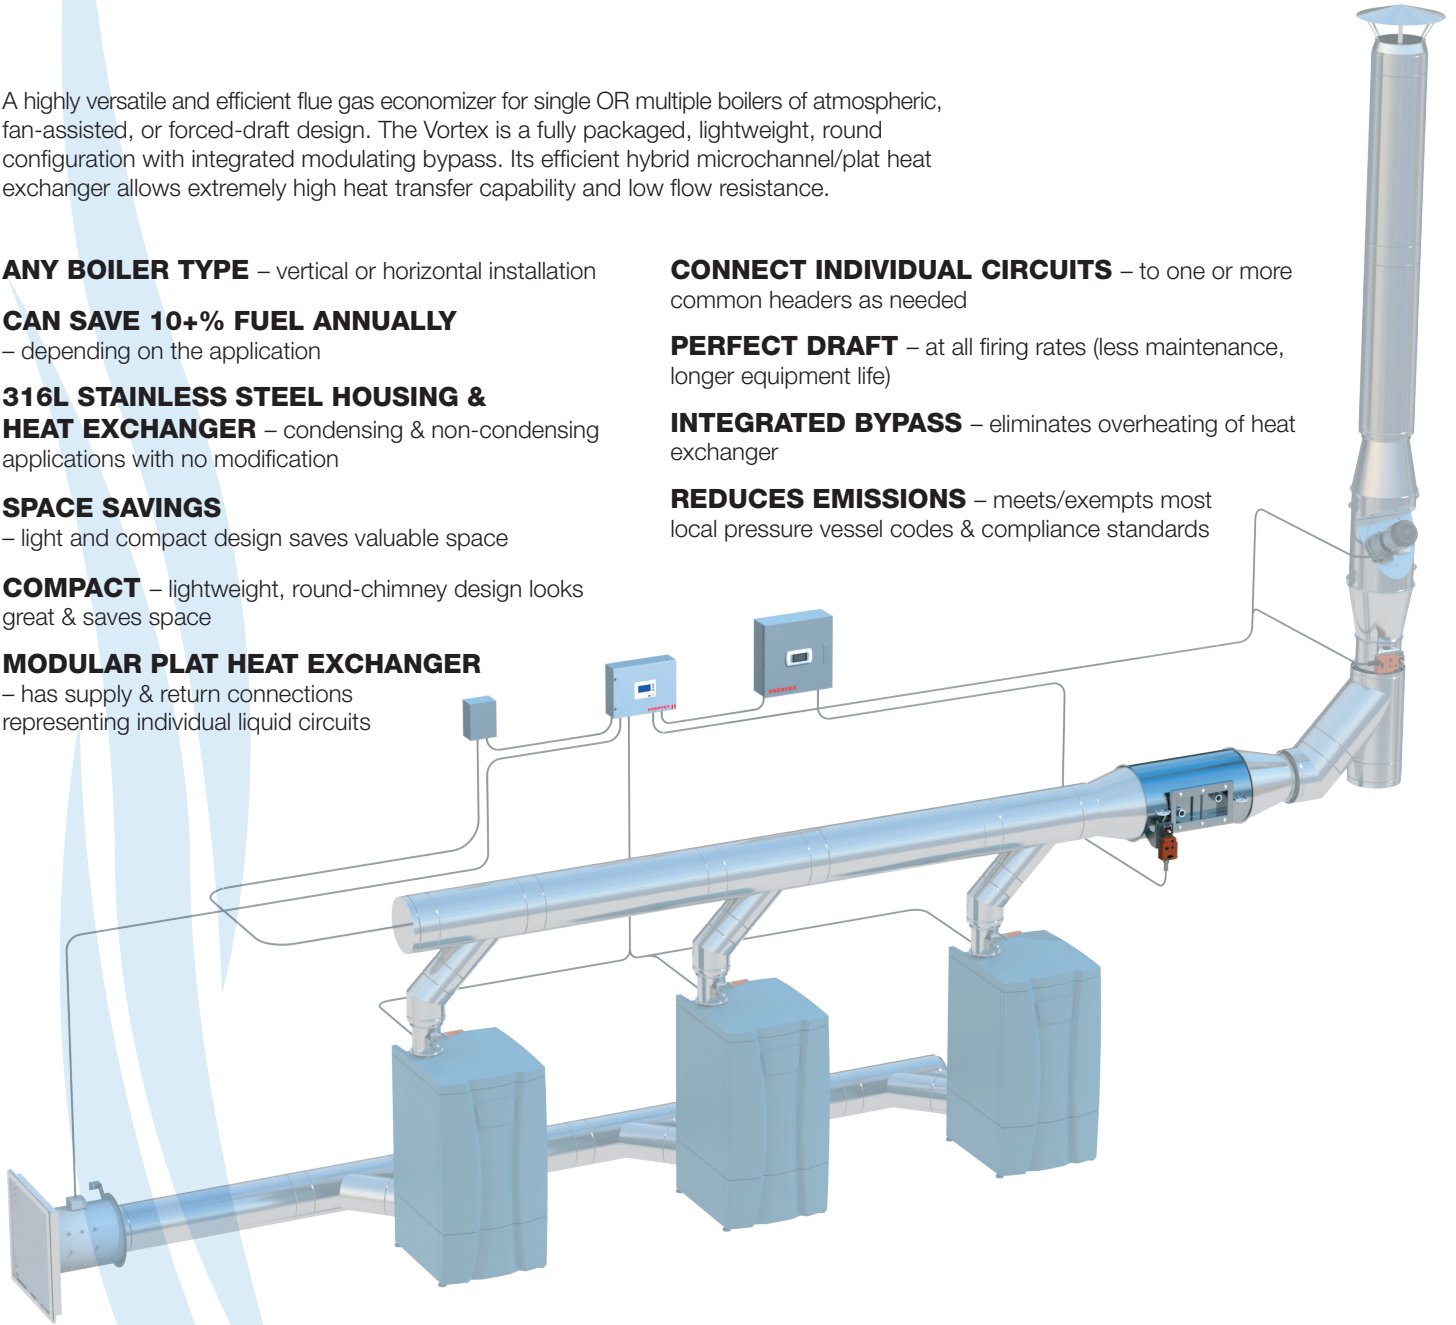 A highly versatile and efficient flue gas economizer for single OR multiple boilers of atmospheric,
fan-assisted, or forced-draft design. The Vortex is a fully packaged, lightweight, round
configuration with integrated modulating bypass. Its efficient hybrid microchannel/plat heat
exchanger allows extremely high heat transfer capability and low flow resistance.
ANY BOILER TYPE – vertical or horizontal installation
CAN SAVE 10+% FUEL ANNUALLY
– depending on the application
316L STAINLESS STEEL HOUSING &
HEAT EXCHANGER – condensing & non-condensing
applications with no modification
SPACE SAVINGS
– light and compact design saves valuable space
COMPACT – lightweight, round-chimney design looks
great & saves space
MODULAR PLAT HEAT EXCHANGER
– has supply & return connections
representing individual liquid circuits
CONNECT INDIVIDUAL CIRCUITS – to one or more
common headers as needed
PERFECT DRAFT – at all firing rates (less maintenance,
longer equipment life)
INTEGRATED BYPASS – eliminates overheating of heat
exchanger
REDUCES EMISSIONS – meets/exempts most
local pressure vessel codes & compliance standards
ENERVEX
ENERVEX